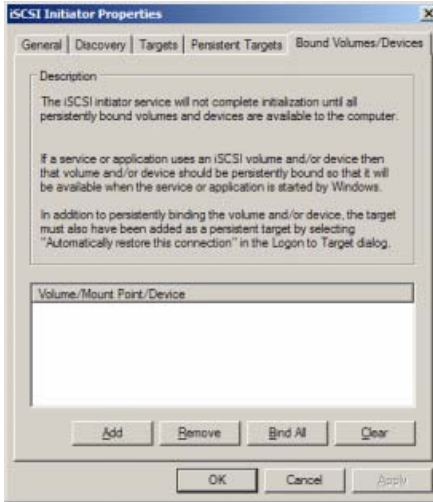 iSCSI Initiator Properties
General
Discovery
Targets
Persistent Targets
Bound Volumes/Devices
Description
The iSCSI initiator service will not complete initialization until all
persistently bound volumes and devices are available to the computer.
If a service or application uses an iSCSI volume and/or device then
that volume and/or device should be persistently bound so that it will
be available when the service or application is started by Windows.
In addition to persistently binding the volume and/or device, the target
must also have been added as a persistent target by selecting
"Automatically restore this connection" in the Logon to Target dialog.
Volume/Mount Point/Device
Add
Remove
Bind All
Clear
OK
Cancel
Apply